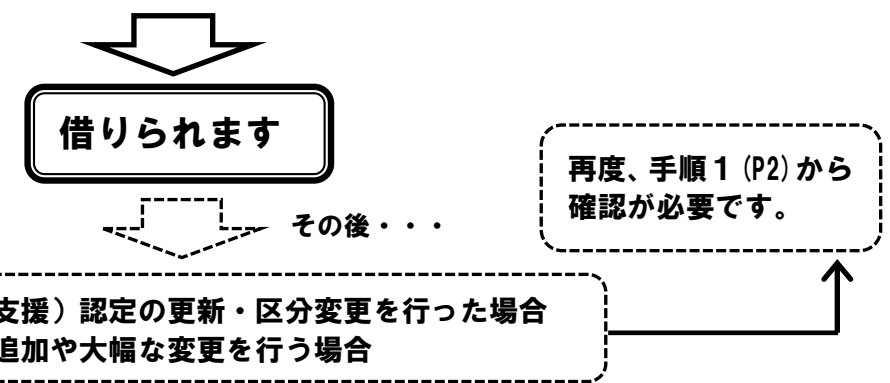 借りられます
その後・・・
再度、手順１(P2)から
確認が必要です。
支援）認定の更新・区分変更を行った場合
追加や大幅な変更を行う場合